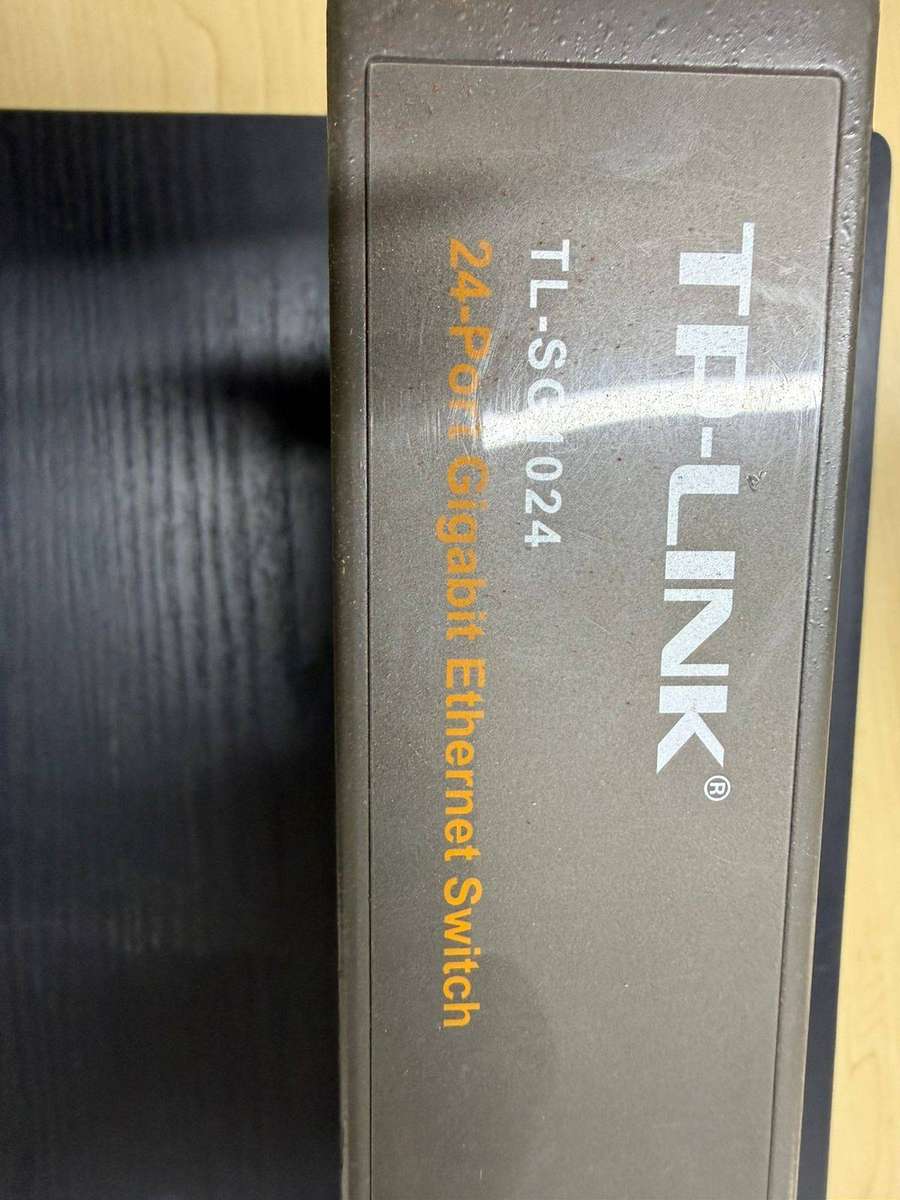 TP-LINK®
TL-SG1024
24-Port Gigabit Ethernet Switch